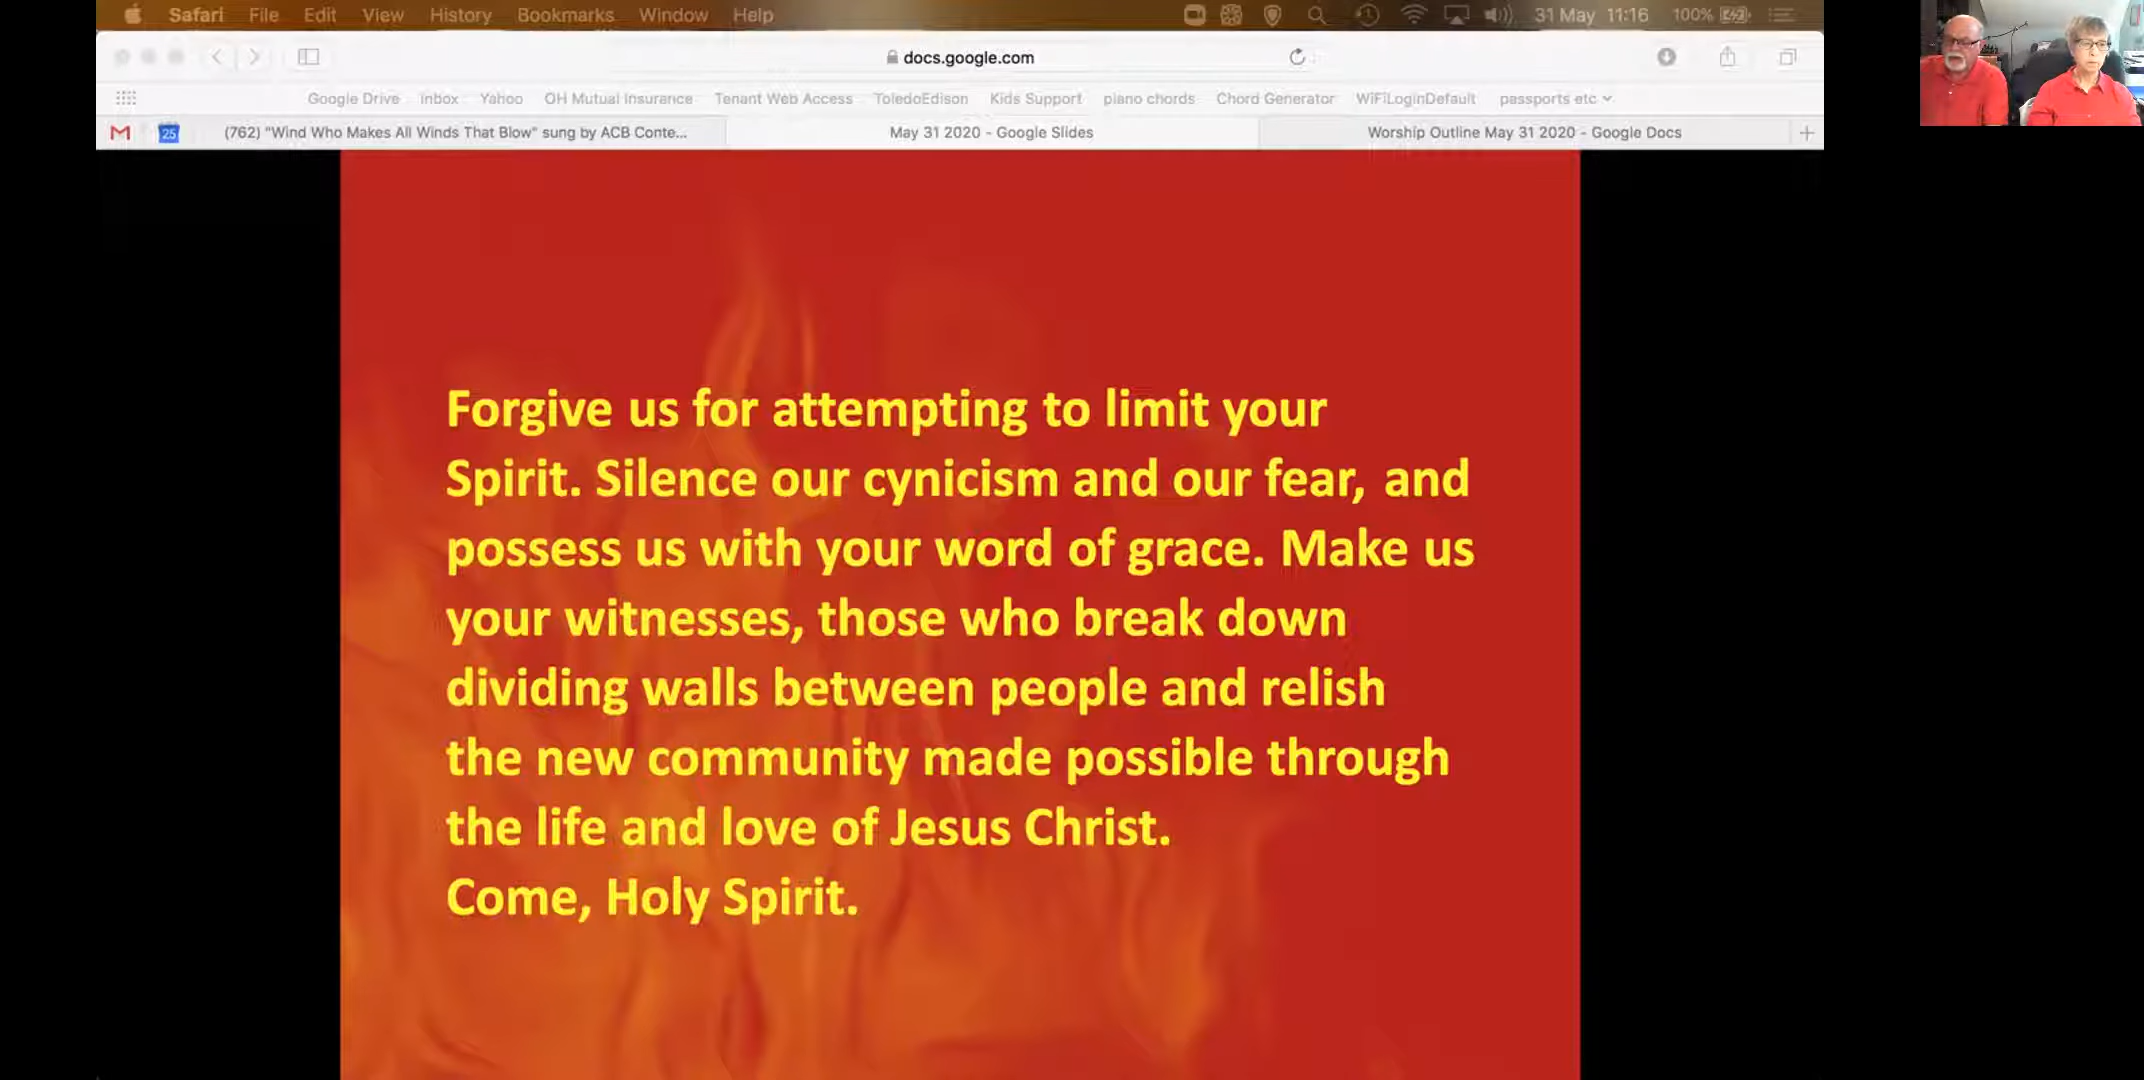 Safari File Edit View History Bookmarks Window Help 31 May 11:16 100%
docs.google.com
Google Drive Inbox Yahoo OH Mutual Insurance Tenant Web Access ToledoEdison Kids Support piano chords Chord Generator WiFiLoginDefault passports etc
25 (762) "Wind Who Makes All Winds That Blow" sung by ACB Conte... May 31 2020 - Google Slides Worship Outline May 31 2020 - Google Docs
Forgive us for attempting to limit your
Spirit. Silence our cynicism and our fear, and
possess us with your word of grace. Make us
your witnesses, those who break down
dividing walls between people and relish
the new community made possible through
the life and love of Jesus Christ.
Come, Holy Spirit.